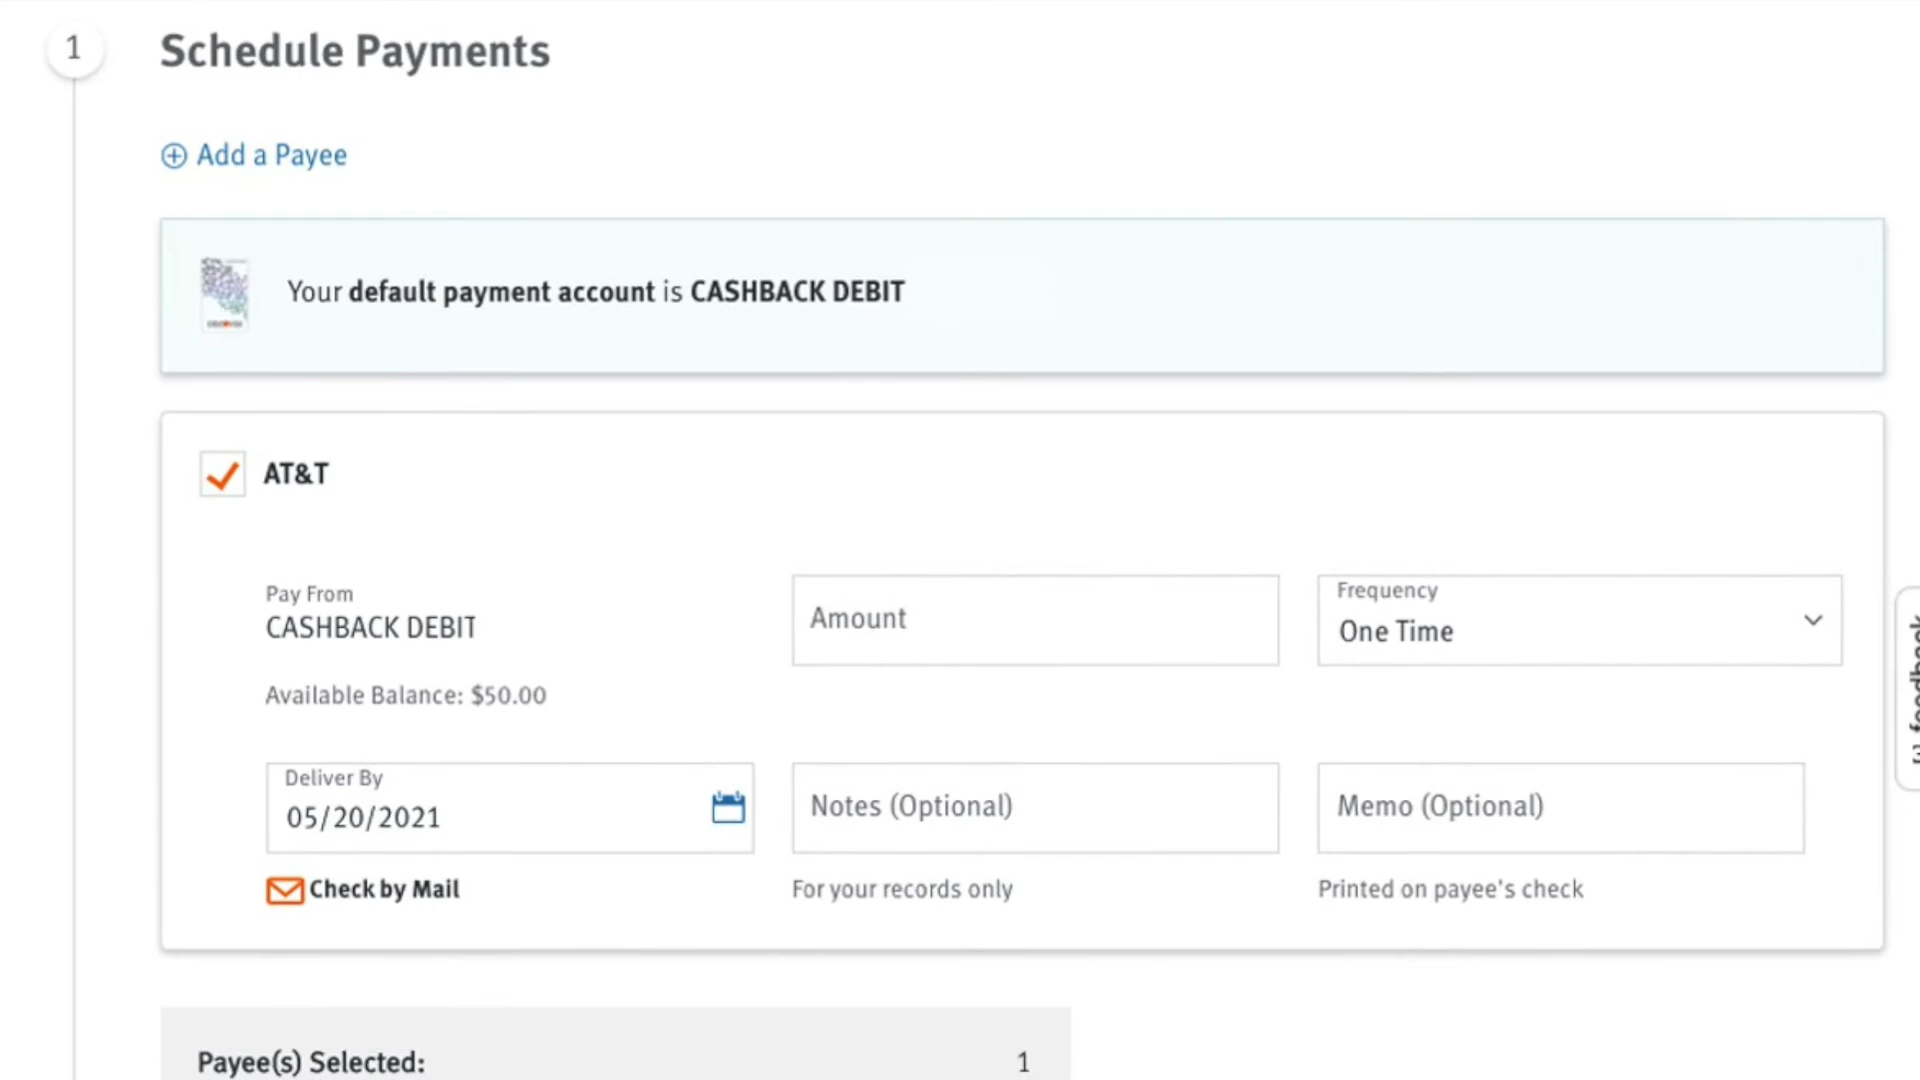 1
Schedule Payments
Add a Payee
Your default payment account is CASHBACK DEBIT
AT&T
Pay From
CASHBACK DEBIT
Amount
Frequency
One Time
Available Balance: $50.00
Deliver By
05/20/2021
Notes (Optional)
Memo (Optional)
Check by Mail
For your records only
Printed on payee's check
feedback
Payee(s) Selected:
1